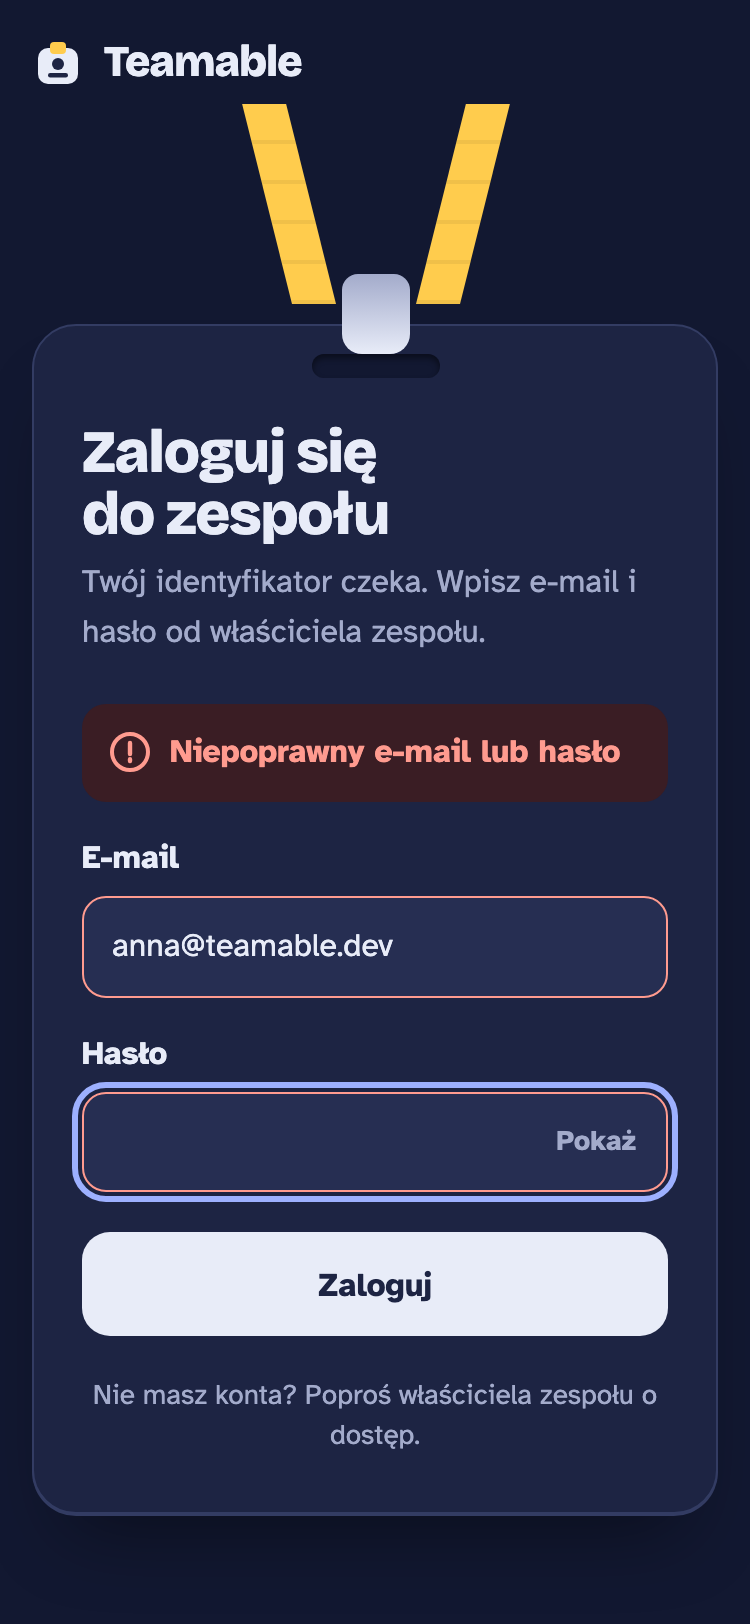 Teamable
Zaloguj się
do zespołu
Twój identyfikator czeka. Wpisz e-mail i
hasło od właściciela zespołu.
Niepoprawny e-mail lub hasło
E-mail
anna@teamable.dev
Hasło
Pokaż
Zaloguj
Nie masz konta? Poproś właściciela zespołu o
dostęp.